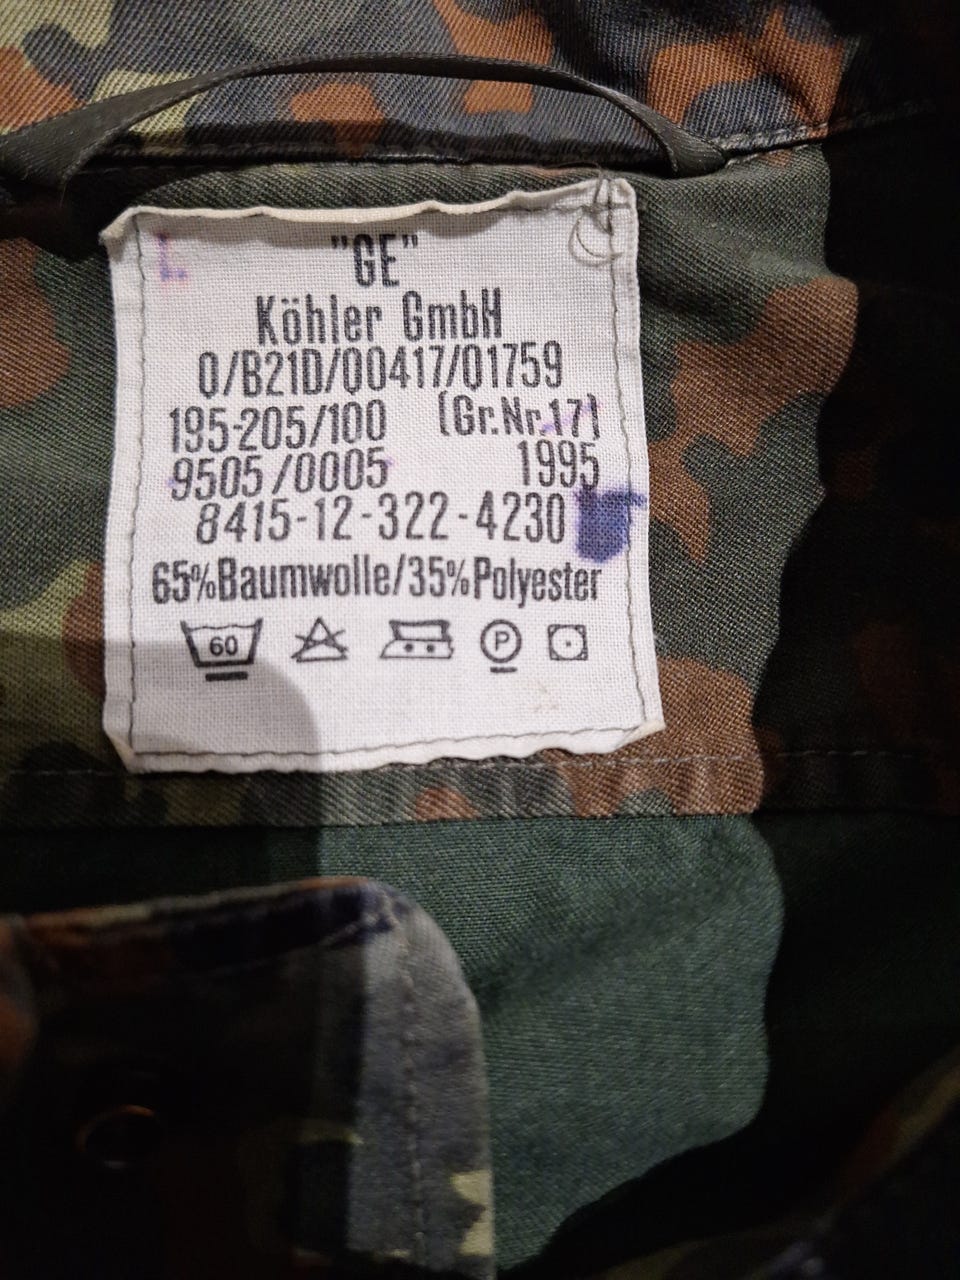 "GE"
Köhler GmbH
Q/B21D/00417/01759
195-205/100 (Gr.Nr.17)
9505/0005 1995
8415-12-322-4230
65%Baumwolle/35%Polyester
60 P